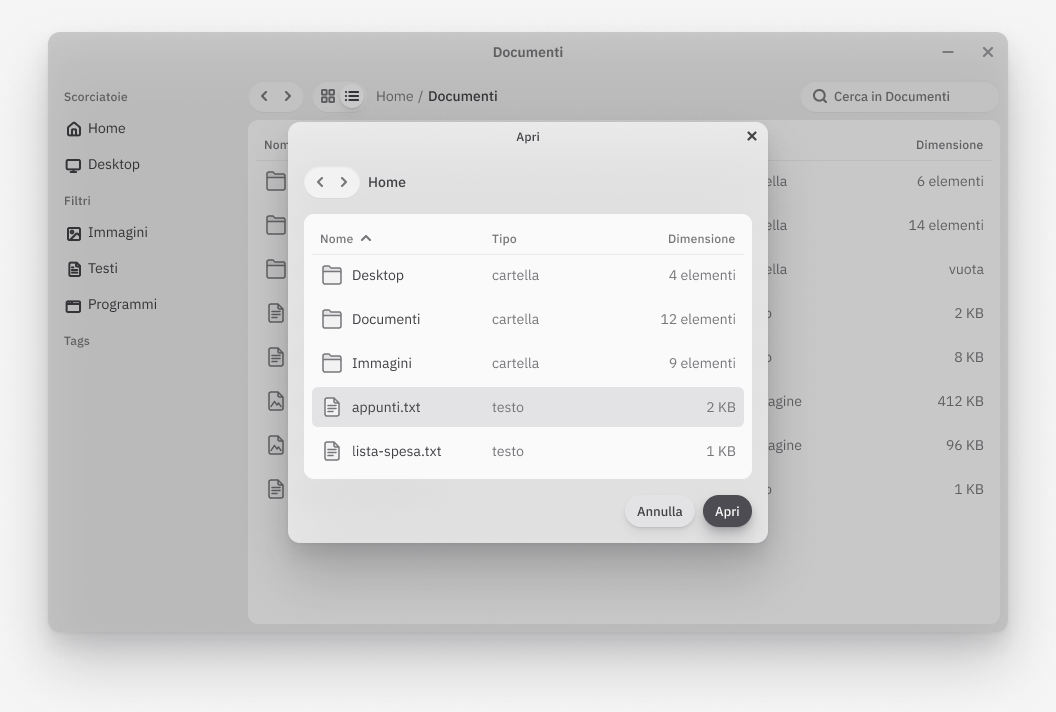 Documenti
Scorciatoie
Home
Desktop
Filtri
Immagini
Testi
Programmi
Tags
Home / Documenti
Cerca in Documenti
Dimensione
6 elementi
14 elementi
vuota
2 KB
8 KB
412 KB
96 KB
1 KB
Apri
Home
Nome Tipo Dimensione
Desktop cartella 4 elementi
Documenti cartella 12 elementi
Immagini cartella 9 elementi
appunti.txt testo 2 KB
lista-spesa.txt testo 1 KB
Annulla Apri